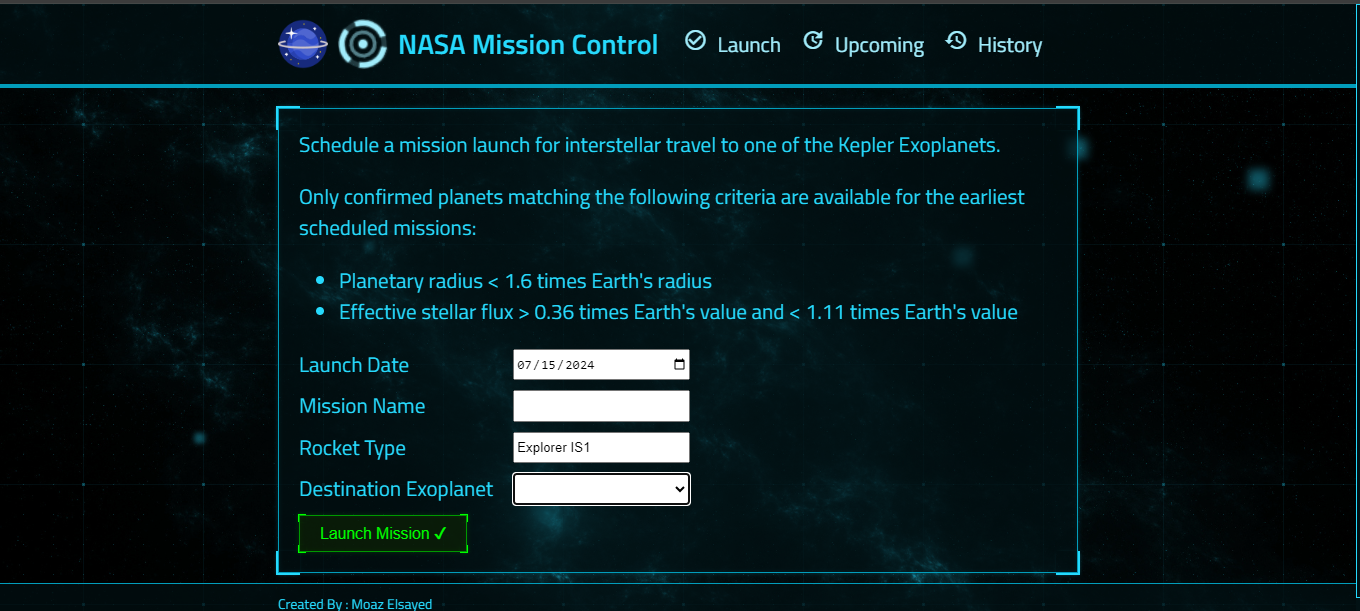 NASA Mission Control Launch Upcoming History
Schedule a mission launch for interstellar travel to one of the Kepler Exoplanets.
Only confirmed planets matching the following criteria are available for the earliest
scheduled missions:
• Planetary radius < 1.6 times Earth's radius
• Effective stellar flux > 0.36 times Earth's value and < 1.11 times Earth's value
Launch Date 07/15/2024
Mission Name
Rocket Type Explorer IS1
Destination Exoplanet
Launch Mission ✔
Created By : Moaz Elsayed